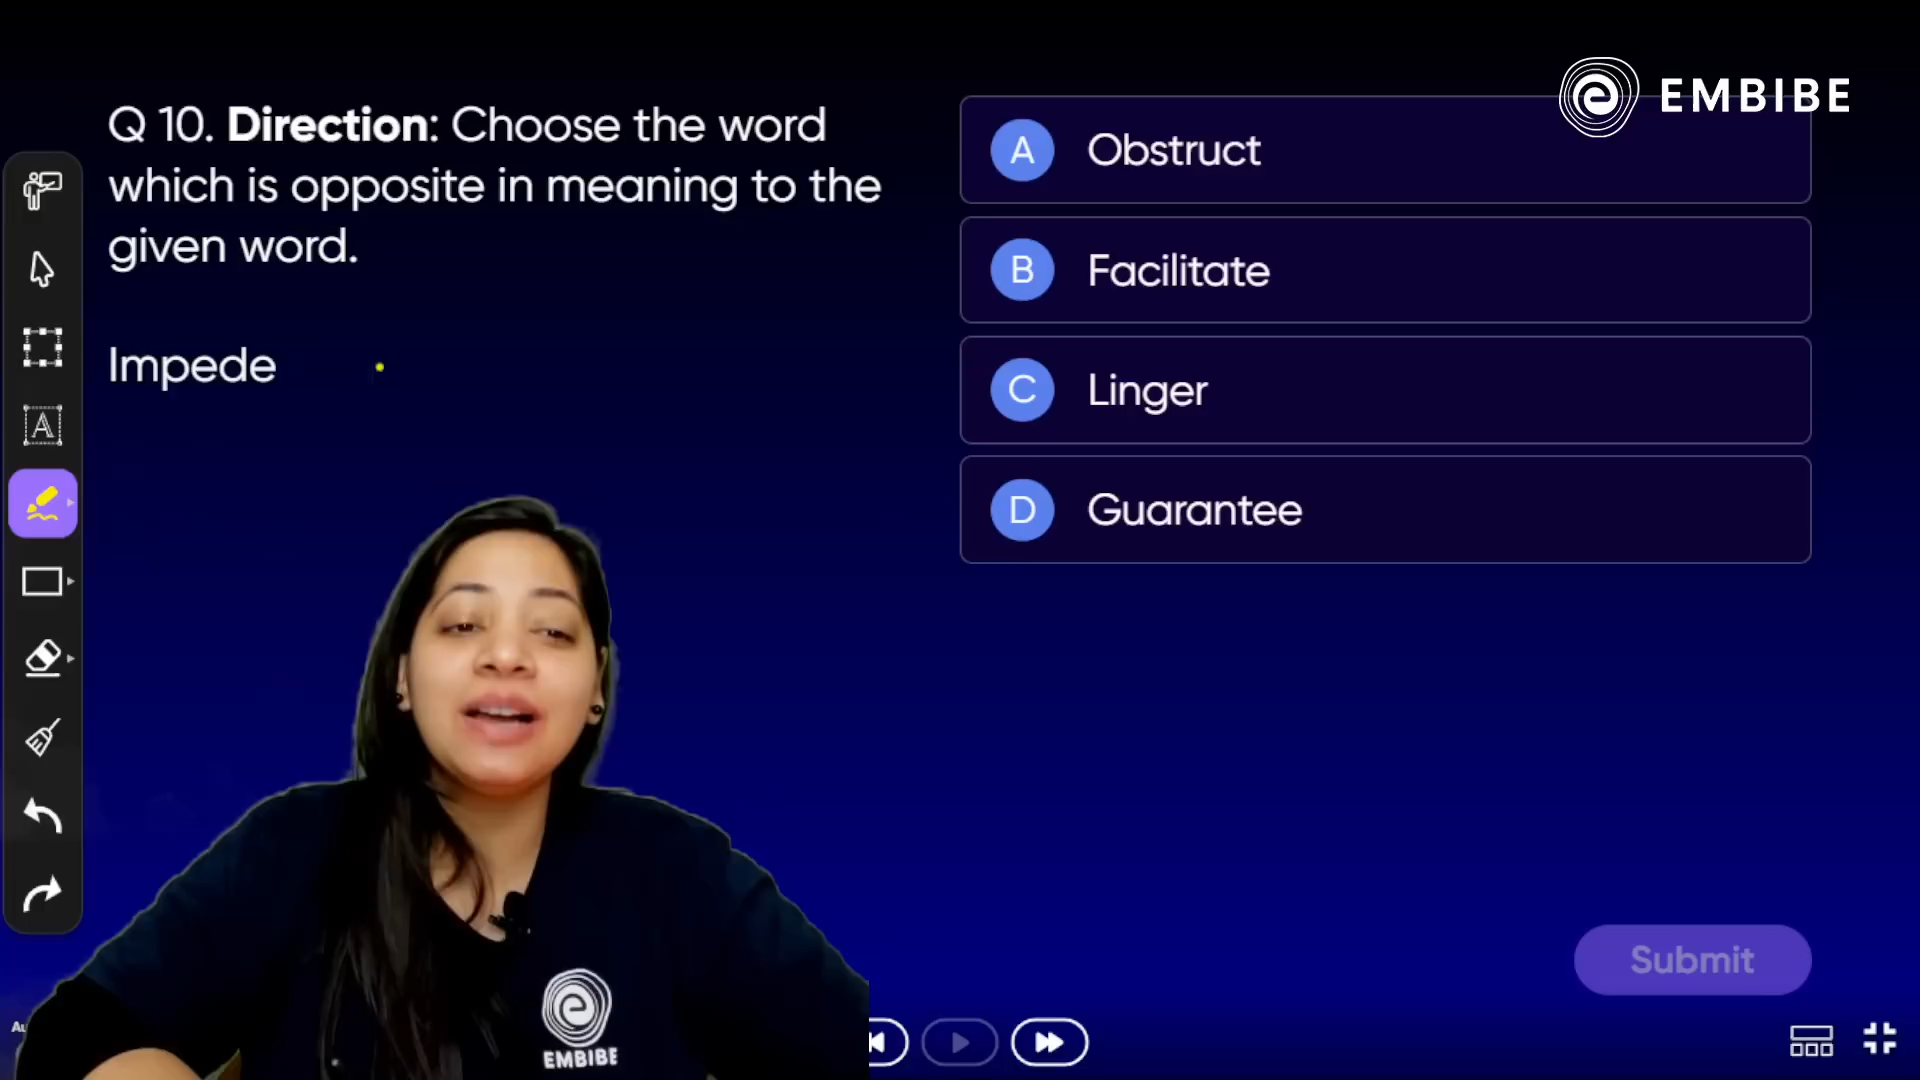 EMBIBE
Q 10. Direction: Choose the word
which is opposite in meaning to the
given word.
Impede
A Obstruct
B Facilitate
C Linger
D Guarantee
A
Submit
EMBIBE